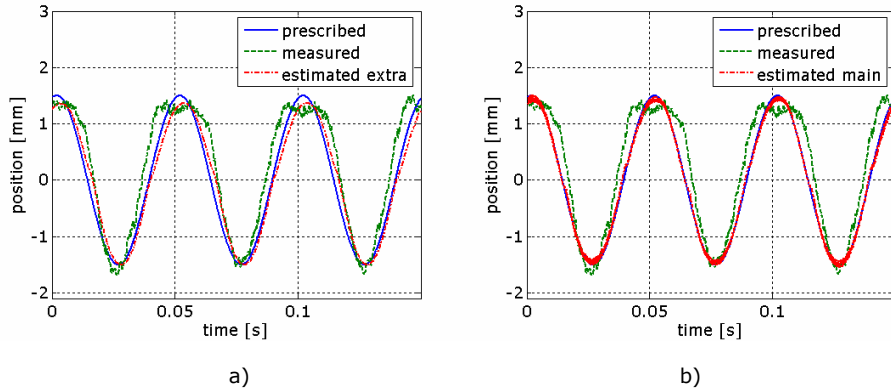 3
2
1
0
-1
-2
position [mm]
prescribed
measured
estimated extra
0
0.05
0.1
time [s]
a)
3
2
1
0
-1
-2
position [mm]
prescribed
measured
estimated main
0
0.05
0.1
time [s]
b)